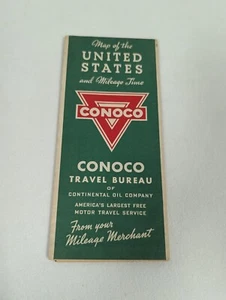 Map of the
UNITED
STATES
and Mileage Time
CONOCO
CONOCO
TRAVEL BUREAU
OF
CONTINENTAL OIL COMPANY
AMERICA'S LARGEST FREE
MOTOR TRAVEL SERVICE
From your
Mileage Merchant